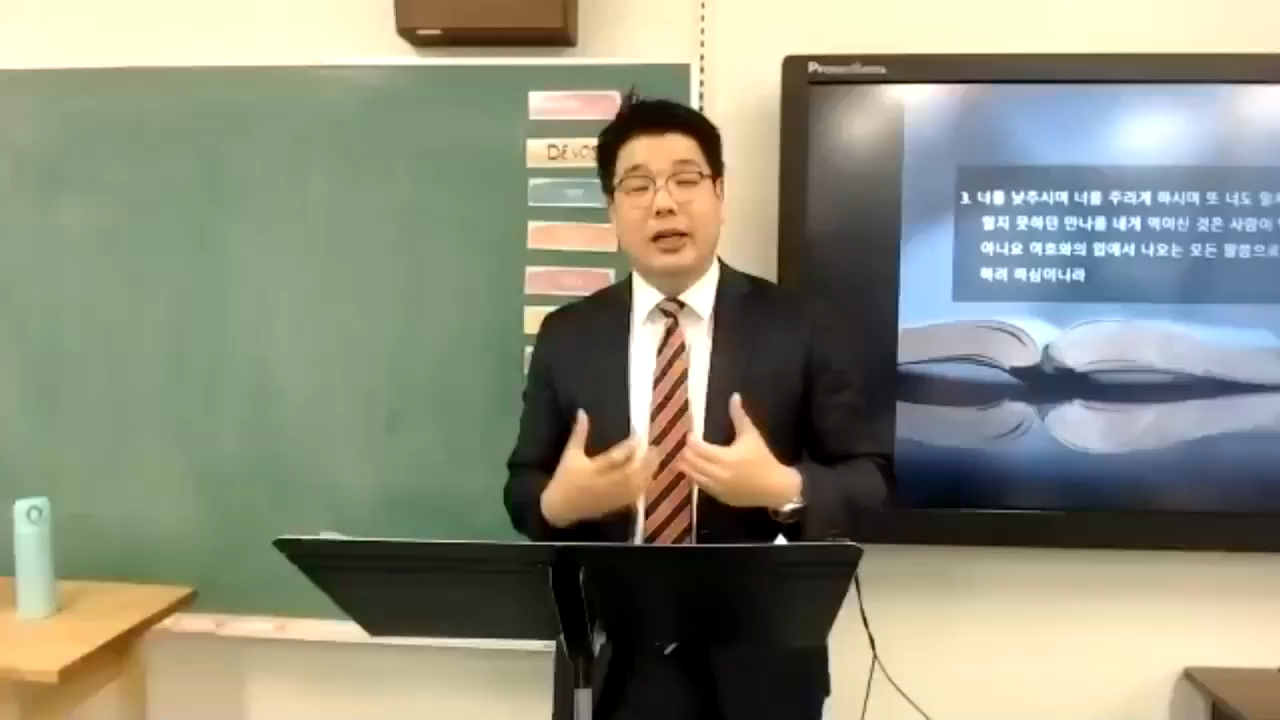 Promethean
DEVOS
3. 너를 낮추시며 너를 주리게 하시며 또 너도 알
알지 못하던 만나를 네게 먹이신 것은 사람이
아니요 여호와의 입에서 나오는 모든 말씀으로
하려 하심이니라